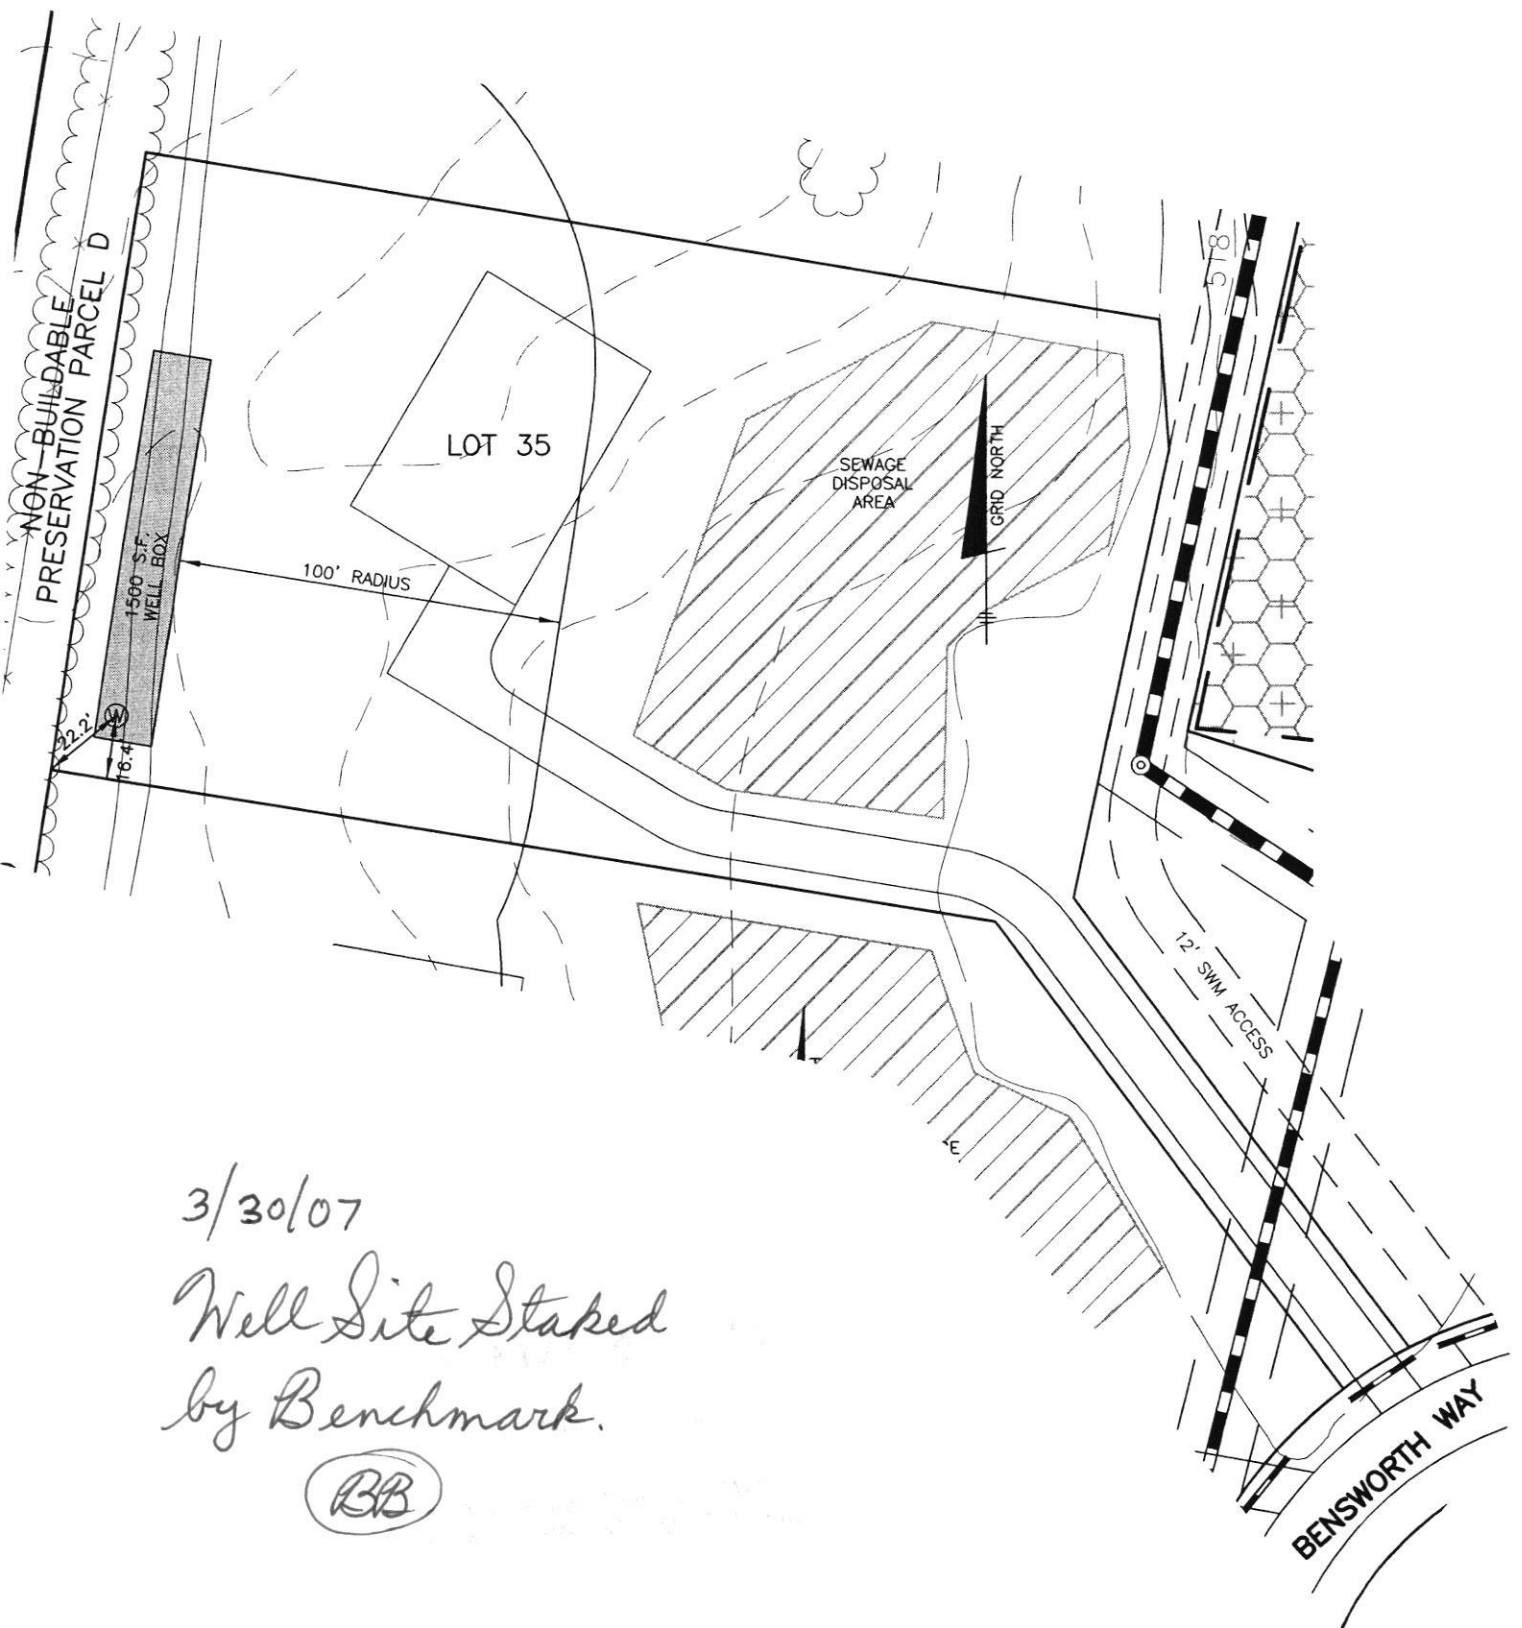 NON-BUILDABLE
PRESERVATION PARCEL D
518
LOT 35
SEWAGE
DISPOSAL
AREA
GRID NORTH
1500 S.F.
WELL BOX
100' RADIUS
W
22.2'
16.4'
12' SWM ACCESS
BENSWORTH WAY
3/30/07
Well Site Staked
by Benchmark.
BB